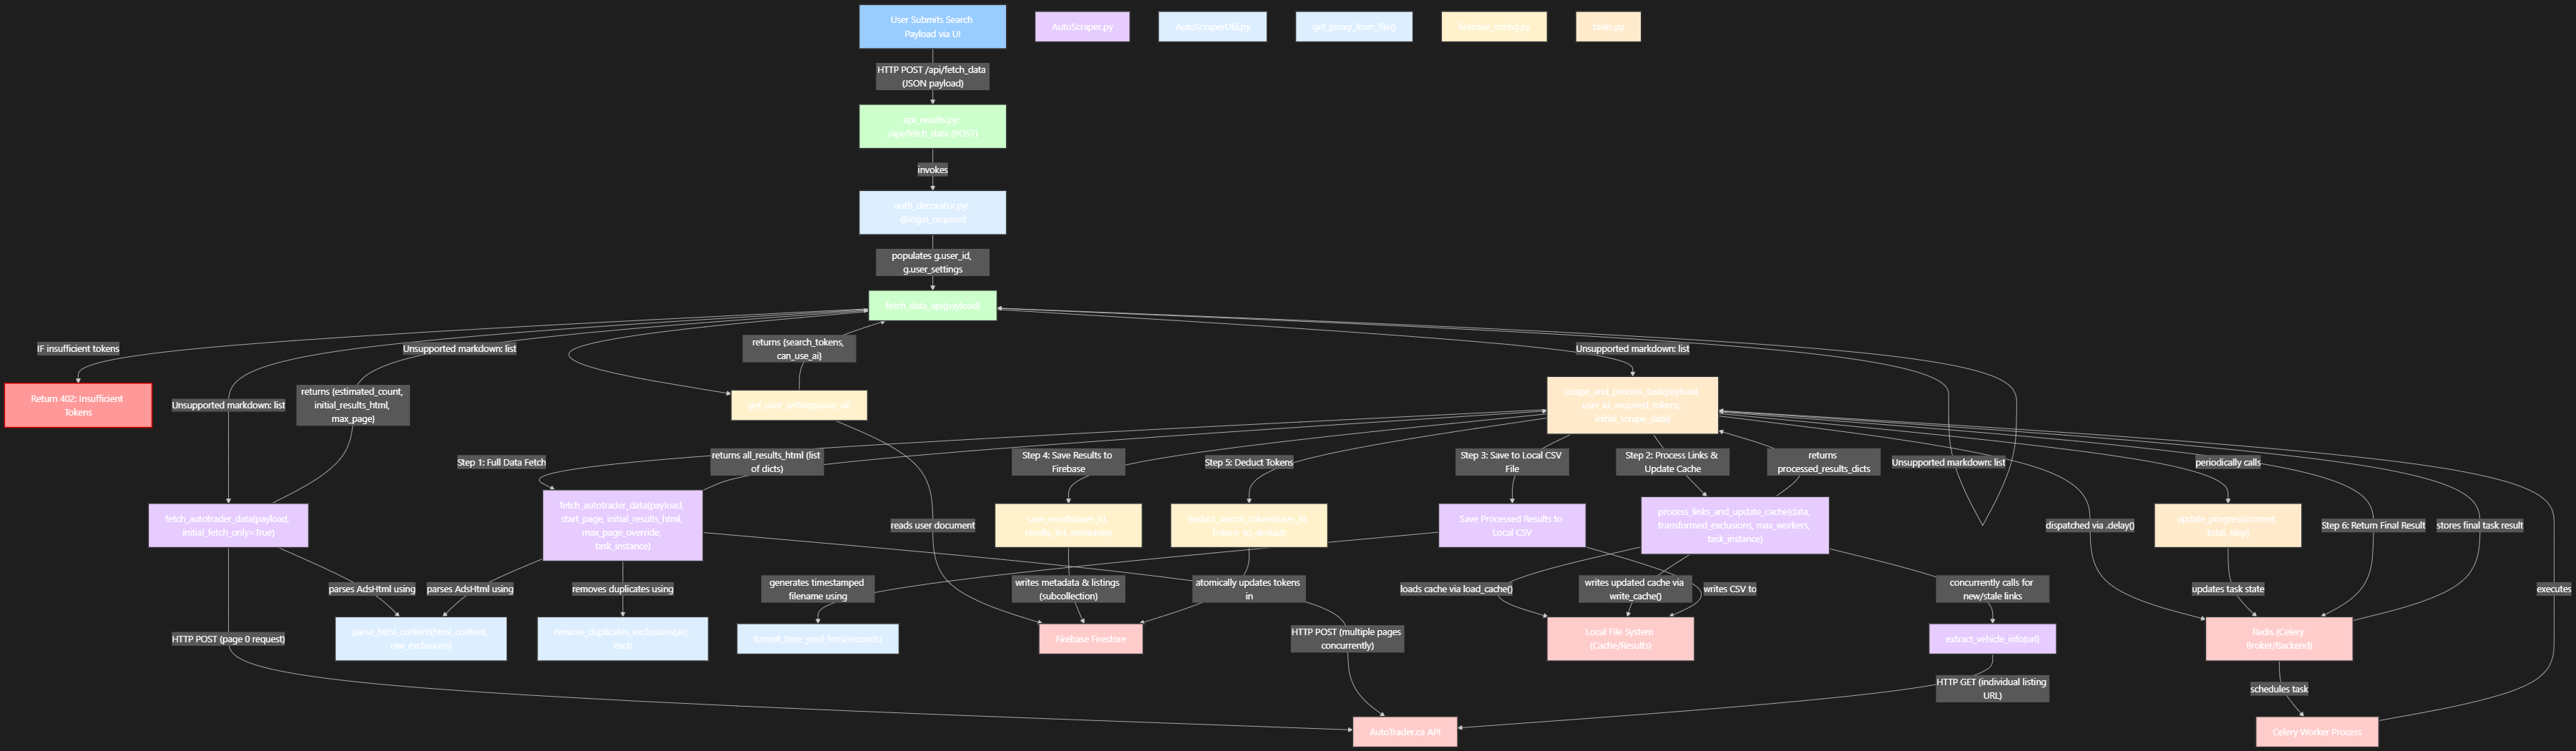 User Submits Search
Payload via UI
AutoScraper.py
AutoScraperUtil.py
get_proxy_from_file()
firebase_config.py
tasks.py
HTTP POST /api/fetch_data
(JSON payload)
api_results.py:
/api/fetch_data (POST)
invokes
auth_decorator.py:
@login_required
populates g.user_id,
g.user_settings
fetch_data_api(payload)
IF insufficient tokens
Unsupported markdown: list
returns {search_tokens,
can_use_ai}
Unsupported markdown: list
Return 402: Insufficient
Tokens
Unsupported markdown: list
returns {estimated_count,
initial_results_html,
max_page}
get_user_settings(user_id)
scrape_and_process_task(payload,
user_id, required_tokens,
initial_scrape_data)
Step 1: Full Data Fetch
returns all_results_html (list
of dicts)
Step 4: Save Results to
Firebase
Step 5: Deduct Tokens
Step 3: Save to Local CSV
File
Step 2: Process Links &
Update Cache
returns
processed_results_dicts
Unsupported markdown: list
periodically calls
fetch_autotrader_data(payload,
initial_fetch_only=True)
fetch_autotrader_data(payload,
start_page, initial_results_html,
max_page_override,
task_instance)
reads user document
save_results(user_id,
results_list, metadata)
deduct_search_tokens(user_id,
tokens_to_deduct)
Save Processed Results to
Local CSV
process_links_and_update_cache(data,
transformed_exclusions, max_workers,
task_instance)
dispatched via .delay()
update_progress(current,
total, step)
Step 6: Return Final Result
stores final task result
parses AdsHtml using
parses AdsHtml using
removes duplicates using
generates timestamped
filename using
writes metadata & listings
(subcollection)
atomically updates tokens
in
loads cache via load_cache()
writes updated cache via
write_cache()
writes CSV to
concurrently calls for
new/stale links
updates task state
executes
HTTP POST (page 0 request)
parse_html_content(html_content,
raw_exclusions)
remove_duplicates_exclusions(arr,
excl)
format_time_ymd_hms(seconds)
Firebase Firestore
HTTP POST (multiple pages
concurrently)
Local File System
(Cache/Results)
extract_vehicle_info(url)
Redis (Celery
Broker/Backend)
HTTP GET (individual listing
URL)
schedules task
AutoTrader.ca API
Celery Worker Process